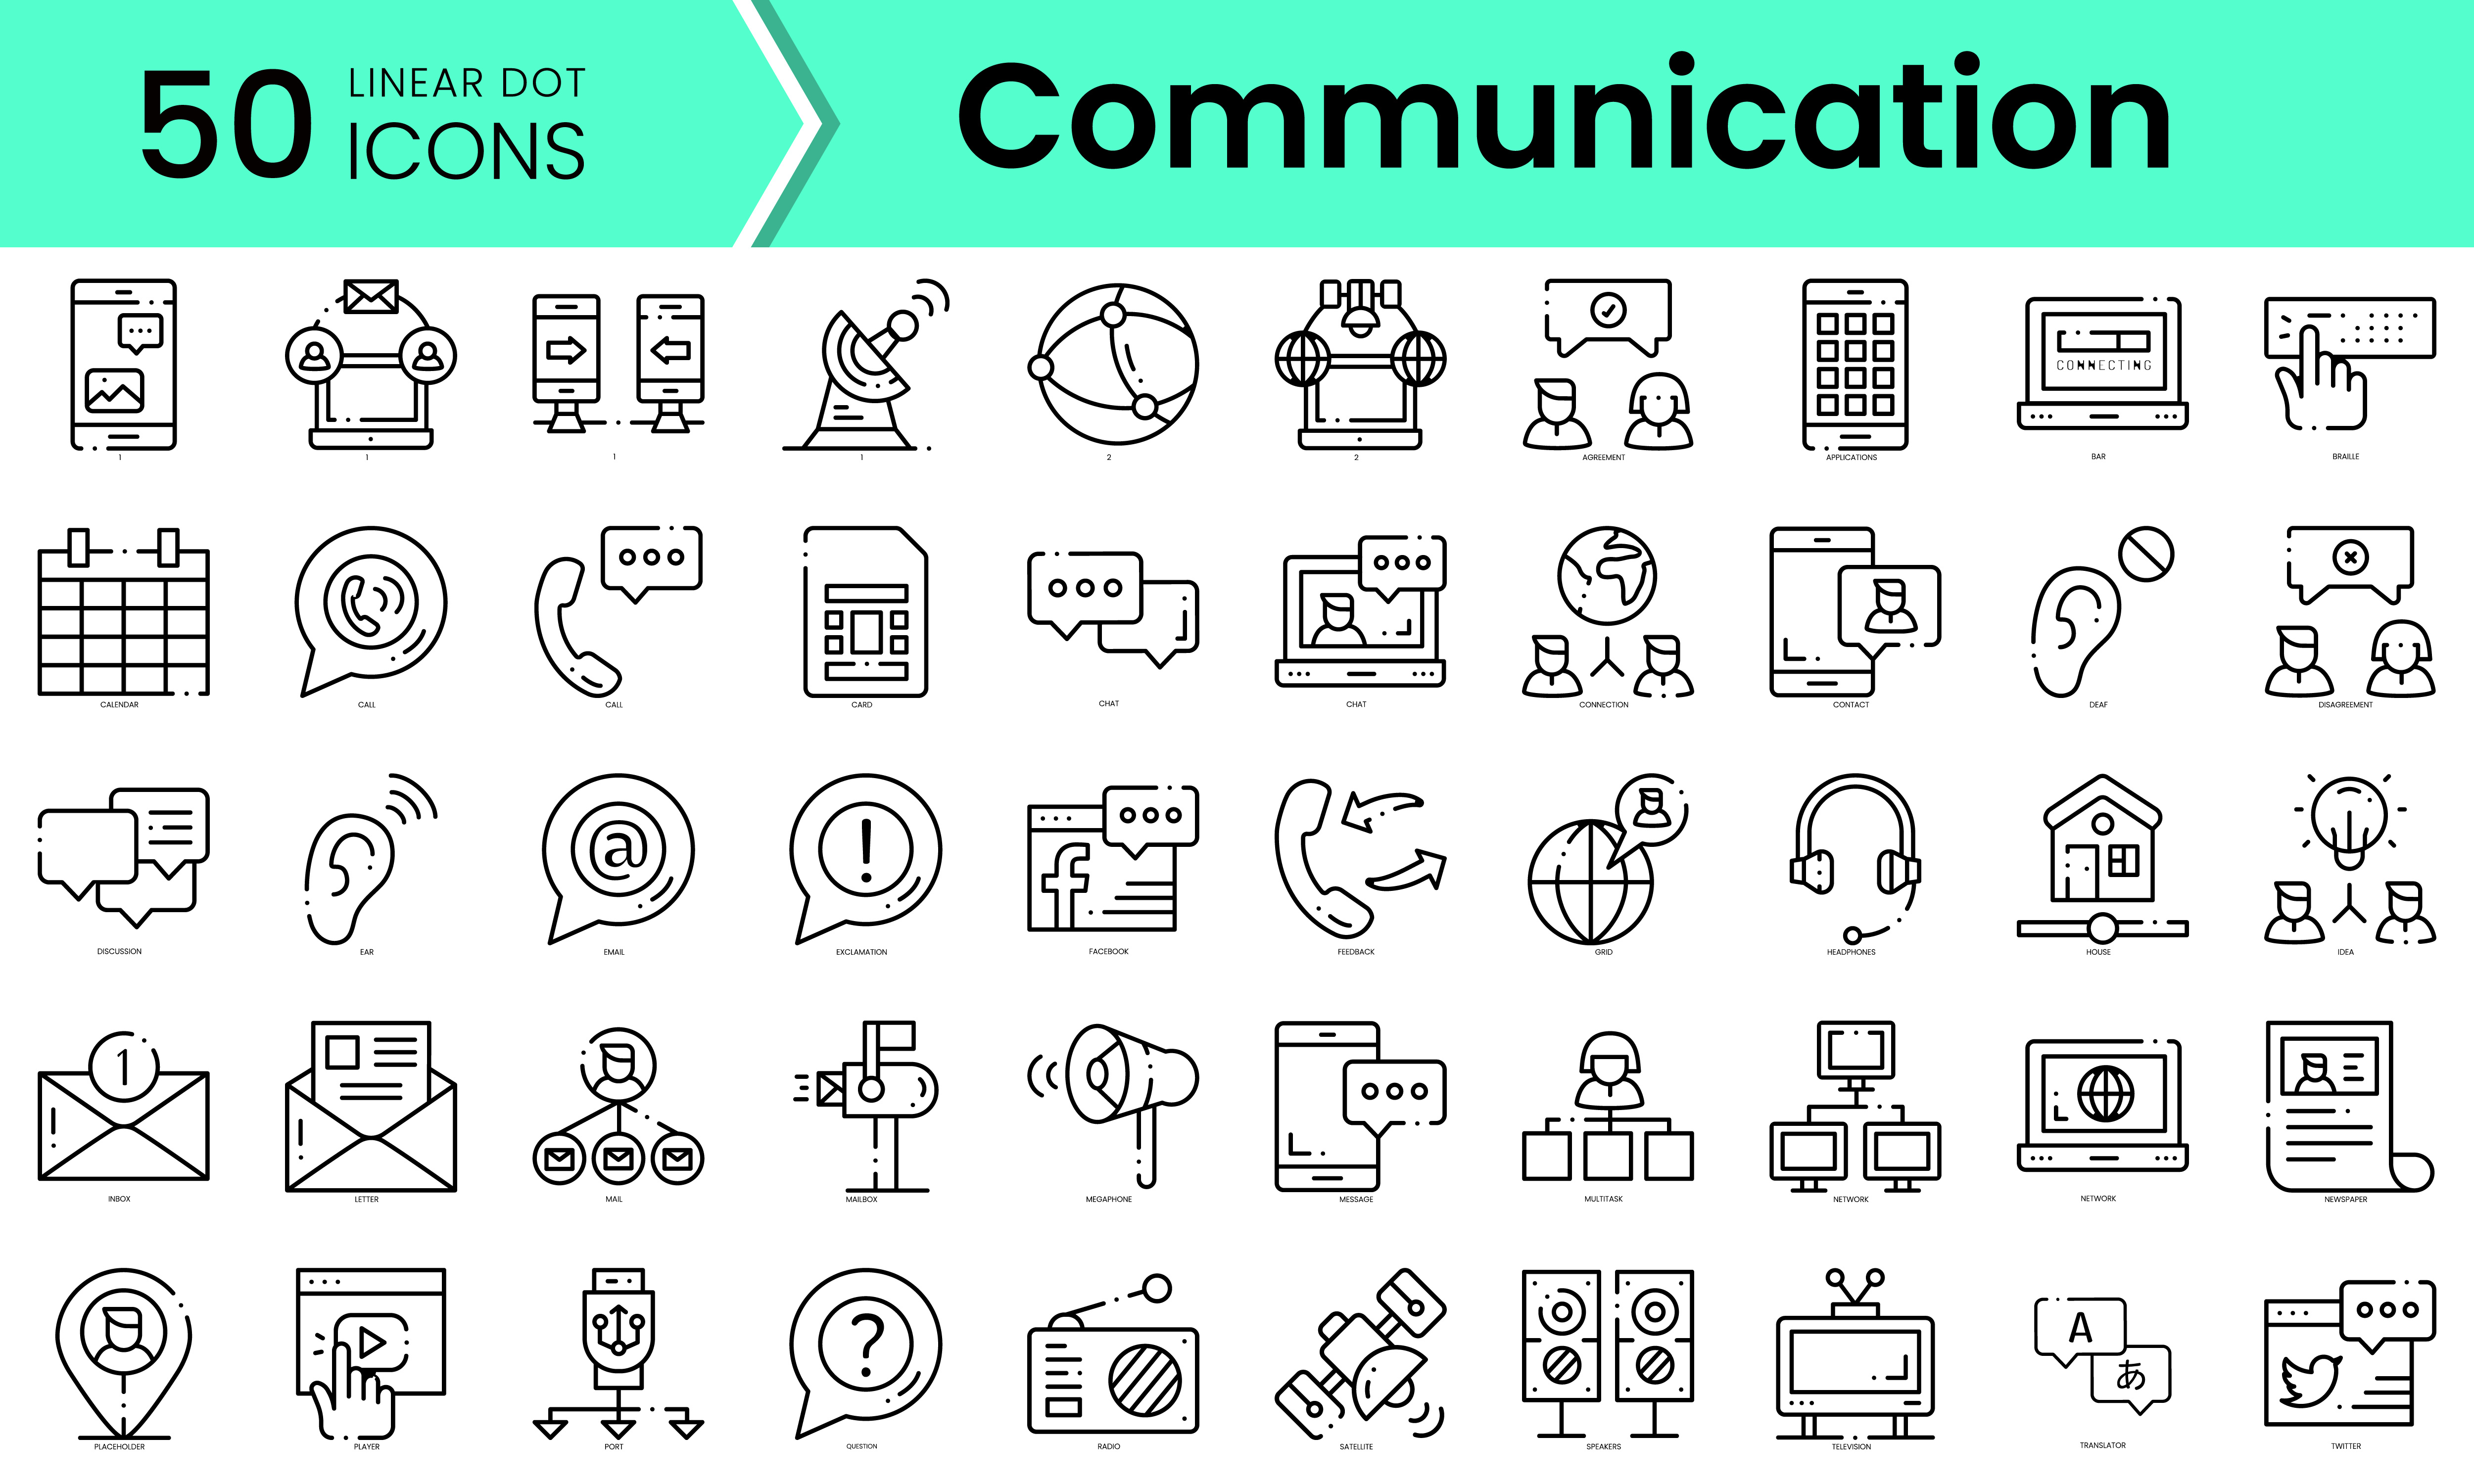 50
LINEAR DOT
ICONS
Communication
CONNECTING
1
1
1
1
2
2
AGREEMENT
APPLICATIONS
BAR
BRAILLE
CALENDAR
CALL
CALL
CARD
CHAT
CHAT
CONNECTION
CONTACT
DEAF
DISAGREEMENT
@
!
f
DISCUSSION
EAR
EMAIL
EXCLAMATION
FACEBOOK
FEEDBACK
GRID
HEADPHONES
HOUSE
IDEA
1
INBOX
LETTER
MAIL
MAILBOX
MEGAPHONE
MESSAGE
MULTITASK
NETWORK
NETWORK
NEWSPAPER
?
A
あ
PLACEHOLDER
PLAYER
PORT
QUESTION
RADIO
SATELLITE
SPEAKERS
TELEVISION
TRANSLATOR
TWITTER